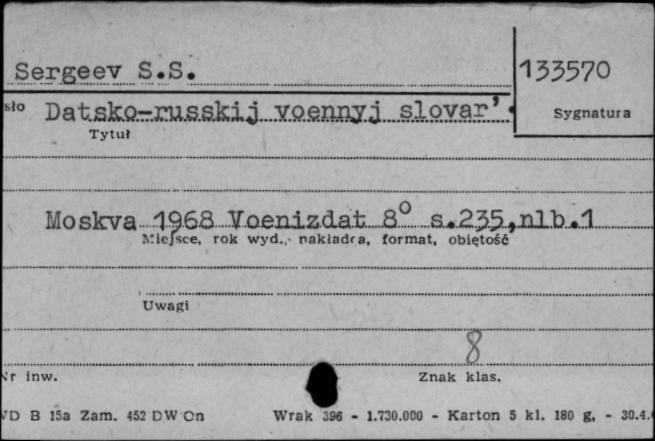 Sergeev S.S.
133570
sło Datsko-russkij voennyj slovar'.
Sygnatura
Tytuł
Moskva 1968 Voenizdat 8° s.235,nlb.1
Miejsce, rok wyd., nakładca, format, objętość
Uwagi
8
Nr inw.
Znak klas.
D B 15a Zam. 452 DW On Wrak 396 - 1.730.000 - Karton 5 kl. 180 g. - 30.4.